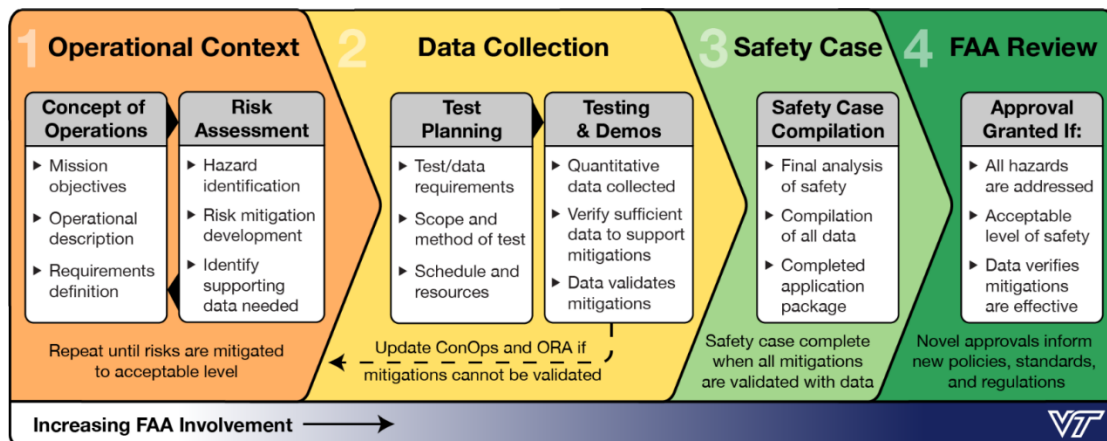 1 Operational Context
Concept of
Operations
Mission
objectives
Operational
description
Requirements
definition
Risk
Assessment
Hazard
identification
Risk mitigation
development
Identify
supporting
data needed
Repeat until risks are mitigated
to acceptable level
2 Data Collection
Test
Planning
Test/data
requirements
Scope and
method of test
Schedule and
resources
Testing
& Demos
Quantitative
data collected
Verify sufficient
data to support
mitigations
Data validates
mitigations
Update ConOps and ORA if
mitigations cannot be validated
3 Safety Case
Safety Case
Compilation
Final analysis
of safety
Compilation
of all data
Completed
application
package
Safety case complete
when all mitigations
are validated with data
4 FAA Review
Approval
Granted If:
All hazards
are addressed
Acceptable
level of safety
Data verifies
mitigations
are effective
Novel approvals inform
new policies, standards,
and regulations
Increasing FAA Involvement
VT